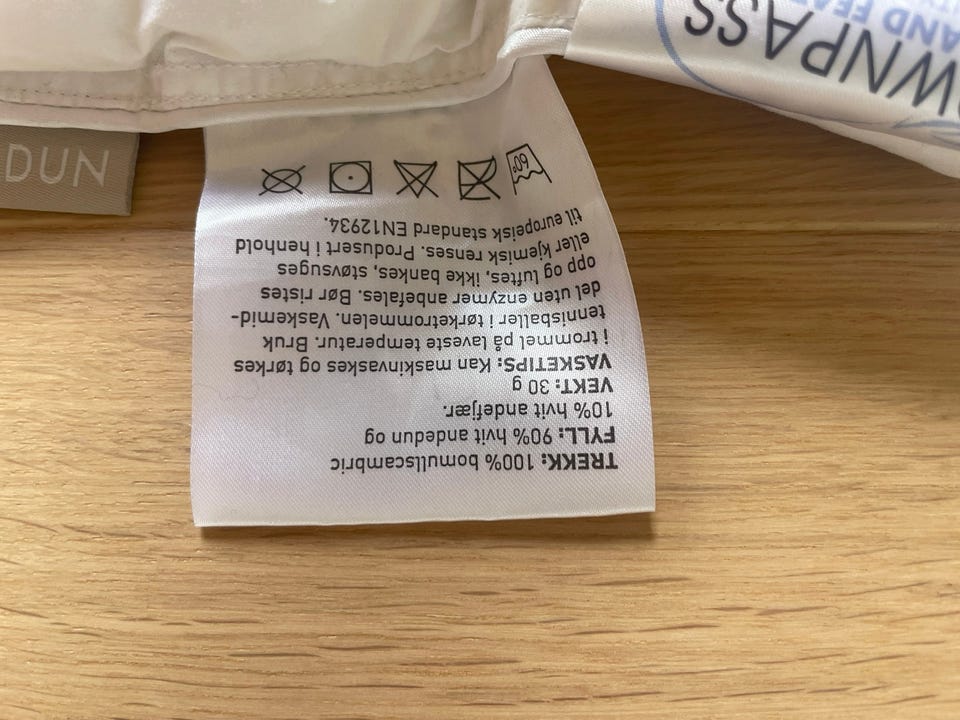 TREKK: 100% bomullscambric
FYLL: 90% hvit andedun og
10% hvit andefjær.
VEKT: 30 g
VASKETIPS: Kan maskinvaskes og tørkes
i trommel på laveste temperatur. Bruk
tennisballer i tørketrommelen. Vaskemid-
del uten enzymer anbefales. Bør ristes
opp og luftes, ikke bankes, støvsuges
eller kjemisk renses. Produsert i henhold
til europeisk standard EN12934.
60°
DUN
WNPASS
AND FEA